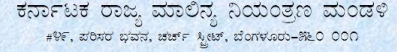 ಕರ್ನಾಟಕ ರಾಜ್ಯ ಮಾಲಿನ್ಯ ನಿಯಂತ್ರಣ ಮಂಡಳಿ
#೪೯, ಪರಿಸರ ಭವನ, ಚರ್ಚ್ ಸ್ಟ್ರೀಟ್, ಬೆಂಗಳೂರು–೫೬೦ ೦೦೧